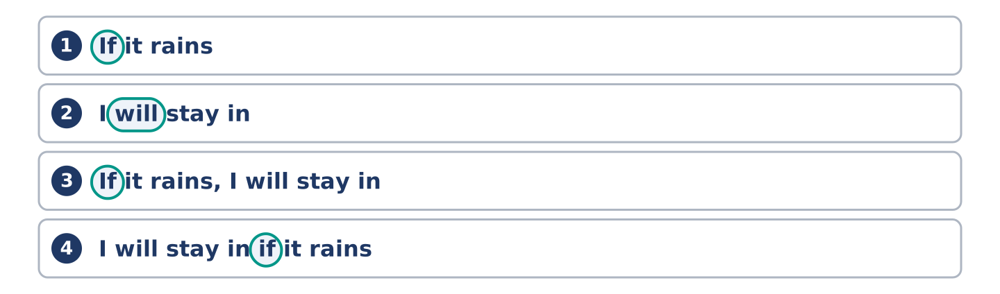 1 If it rains
2 I will stay in
3 If it rains, I will stay in
4 I will stay in if it rains